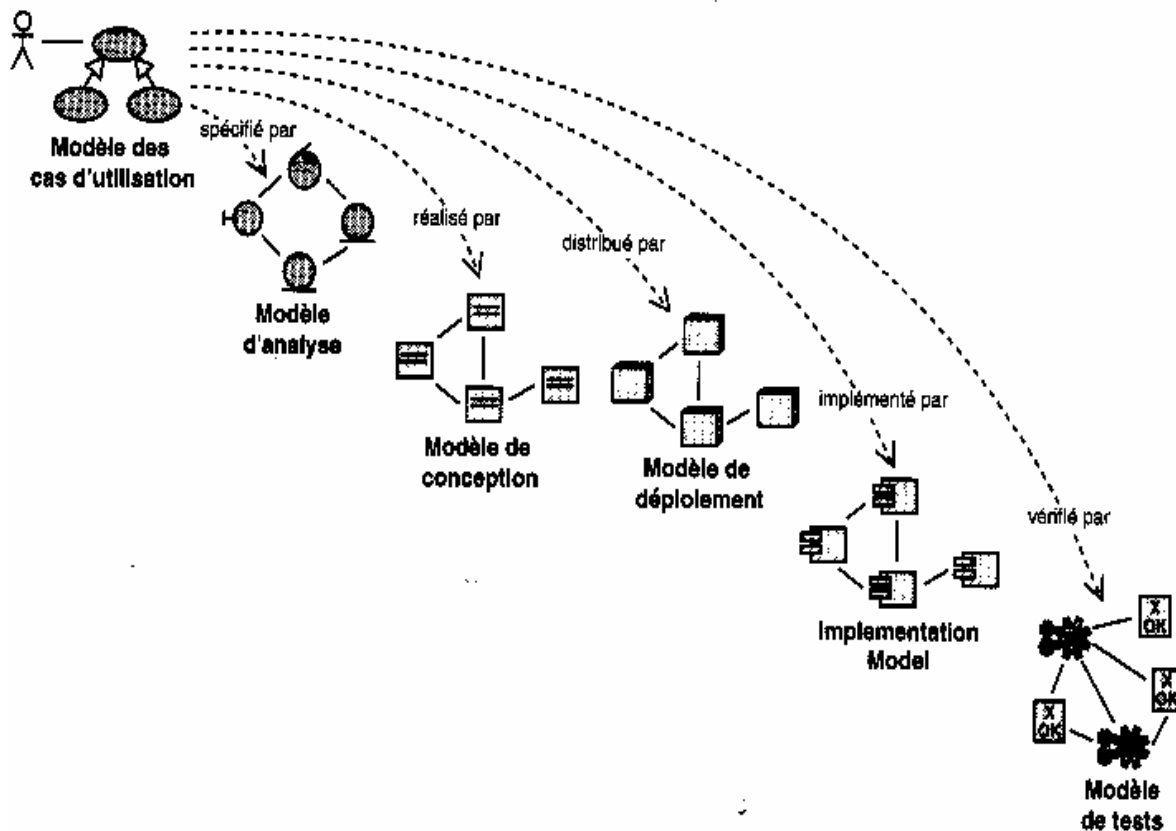 spécifié par
Modèle des
cas d'utilisation
réalisé par
distribué par
Modèle
d'analyse
implémenté par
Modèle de
conception
Modèle de
déploiement
vérifié par
X
OK
Implementation
Model
X
OK
X
OK
Modèle
de tests